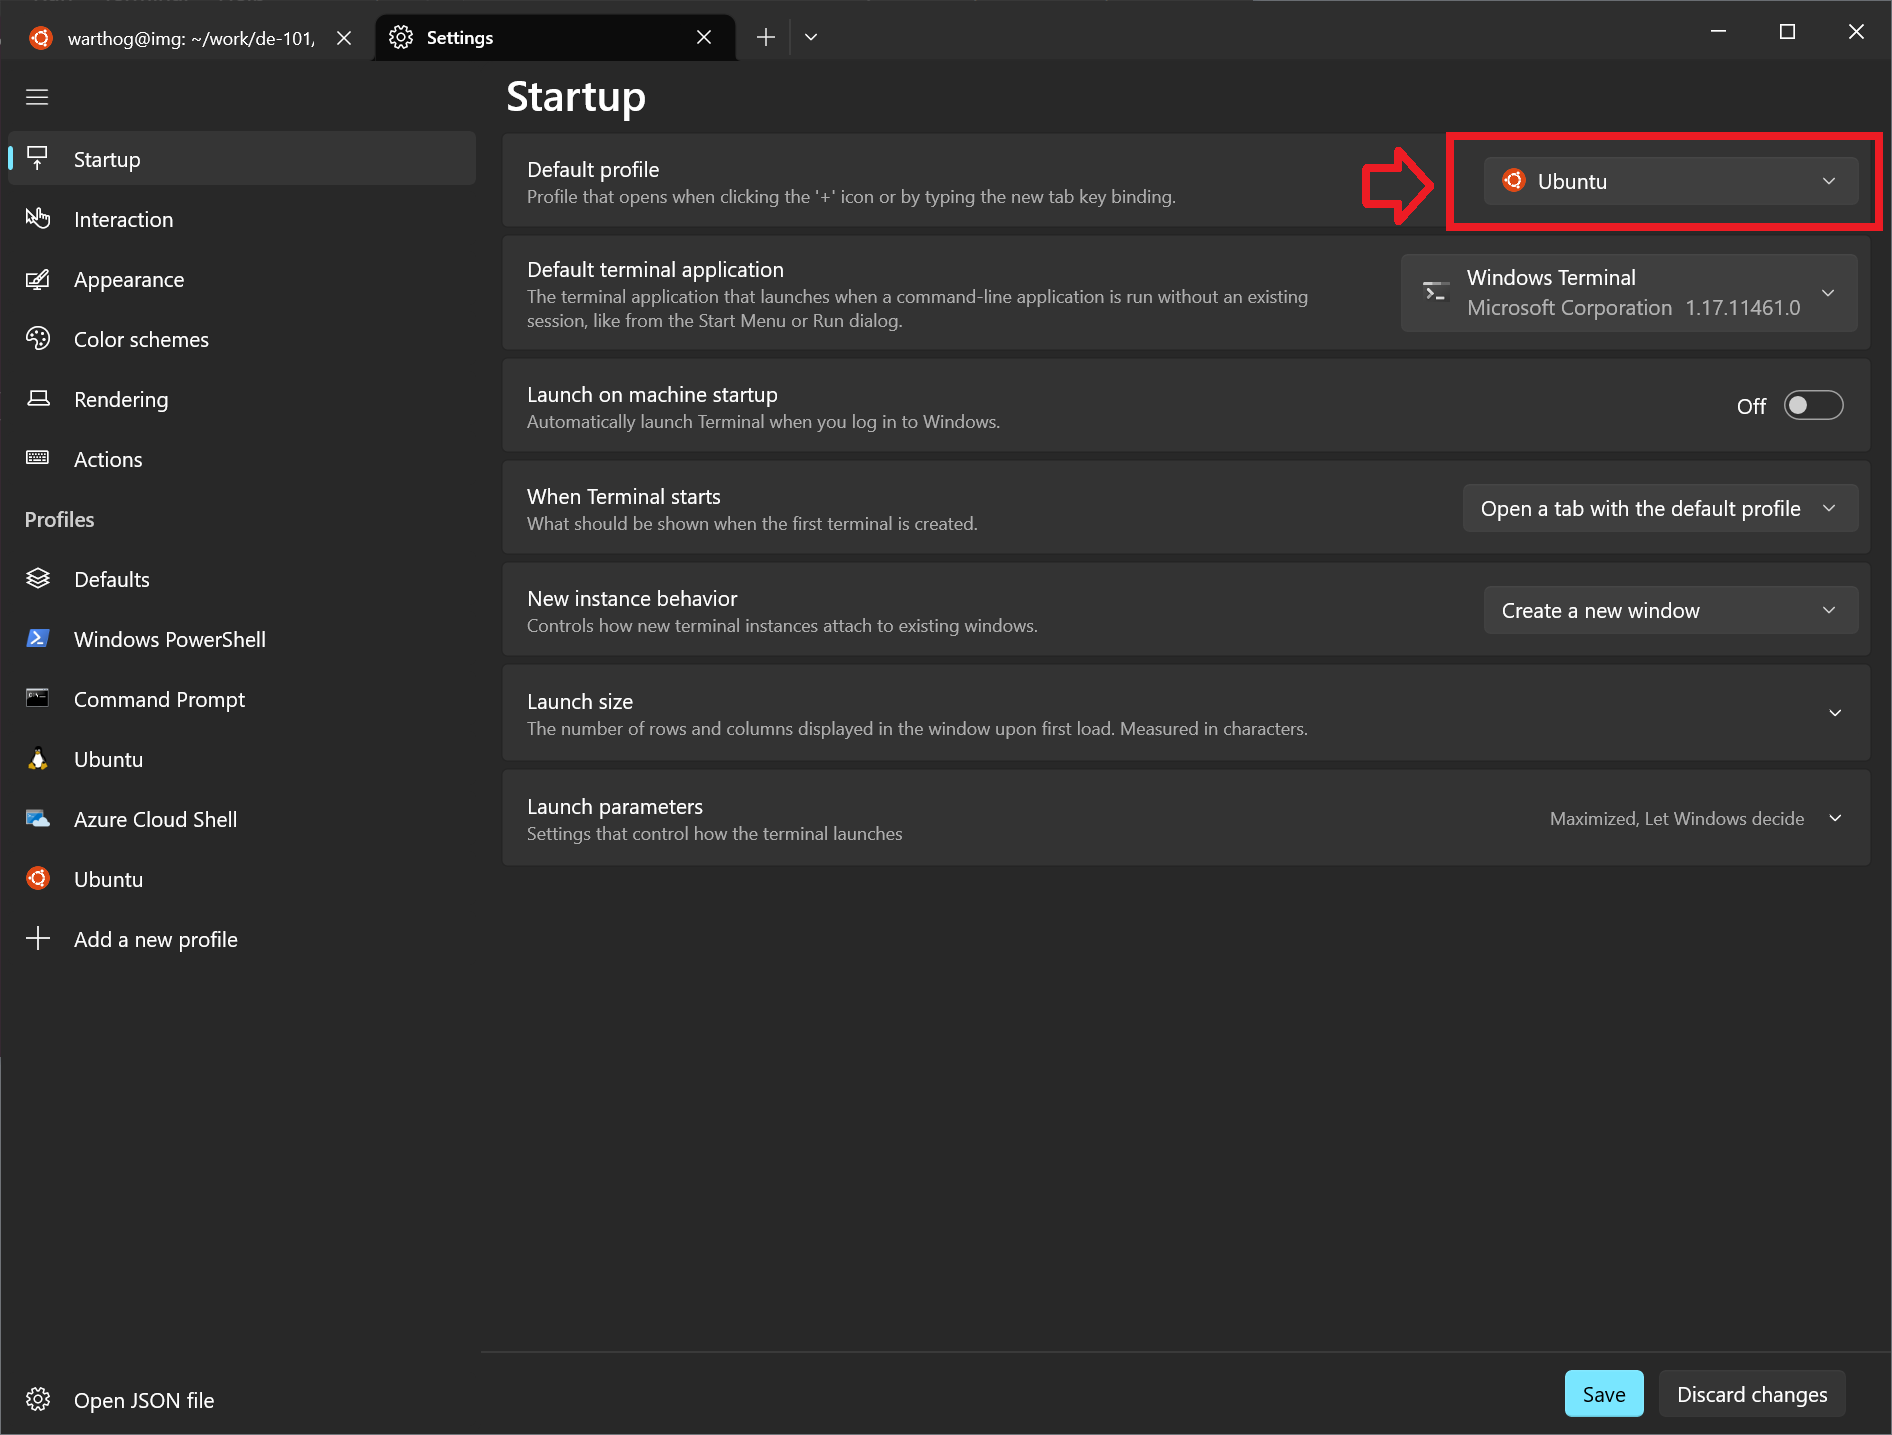 warthog@img: ~/work/de-101,
Settings
Startup
Interaction
Appearance
Color schemes
Rendering
Actions
Profiles
Defaults
Windows PowerShell
Command Prompt
Ubuntu
Azure Cloud Shell
Ubuntu
Add a new profile
Open JSON file
Startup
Default profile
Profile that opens when clicking the '+' icon or by typing the new tab key binding.
Ubuntu
Default terminal application
The terminal application that launches when a command-line application is run without an existing
session, like from the Start Menu or Run dialog.
Windows Terminal
Microsoft Corporation 1.17.11461.0
Launch on machine startup
Automatically launch Terminal when you log in to Windows.
Off
When Terminal starts
What should be shown when the first terminal is created.
Open a tab with the default profile
New instance behavior
Controls how new terminal instances attach to existing windows.
Create a new window
Launch size
The number of rows and columns displayed in the window upon first load. Measured in characters.
Launch parameters
Settings that control how the terminal launches
Maximized, Let Windows decide
Save
Discard changes